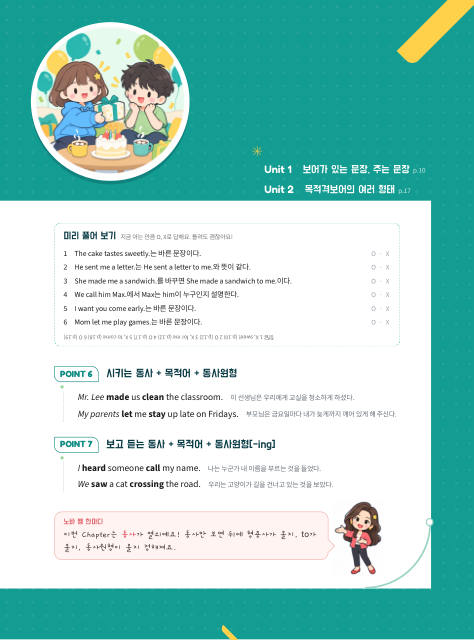 Unit 1 보어가 있는 문장, 주는 문장 p.10
Unit 2 목적격보어의 여러 형태 p.17
미리 풀어 보기 지금 아는 만큼 O, X로 답해요. 틀려도 괜찮아요!
1 The cake tastes sweetly.는 바른 문장이다. O · X
2 He sent me a letter.는 He sent a letter to me.와 뜻이 같다. O · X
3 She made me a sandwich.를 바꾸면 She made a sandwich to me.이다. O · X
4 We call him Max.에서 Max는 him이 누구인지 설명한다. O · X
5 I want you come early.는 바른 문장이다. O · X
6 Mom let me play games.는 바른 문장이다. O · X
POINT 6 시키는 동사 + 목적어 + 동사원형
Mr. Lee made us clean the classroom. 이 선생님은 우리에게 교실을 청소하게 하셨다.
My parents let me stay up late on Fridays. 부모님은 금요일마다 내가 늦게까지 깨어 있게 해 주신다.
POINT 7 보고 듣는 동사 + 목적어 + 동사원형[-ing]
I heard someone call my name. 나는 누군가 내 이름을 부르는 것을 들었다.
We saw a cat crossing the road. 우리는 고양이가 길을 건너고 있는 것을 보았다.
노바 쌤 한마디
이번 Chapter는 동사가 열쇠예요! 동사만 보면 뒤에 형용사가 올지, to가
올지, 동사원형이 올지 정해져요.